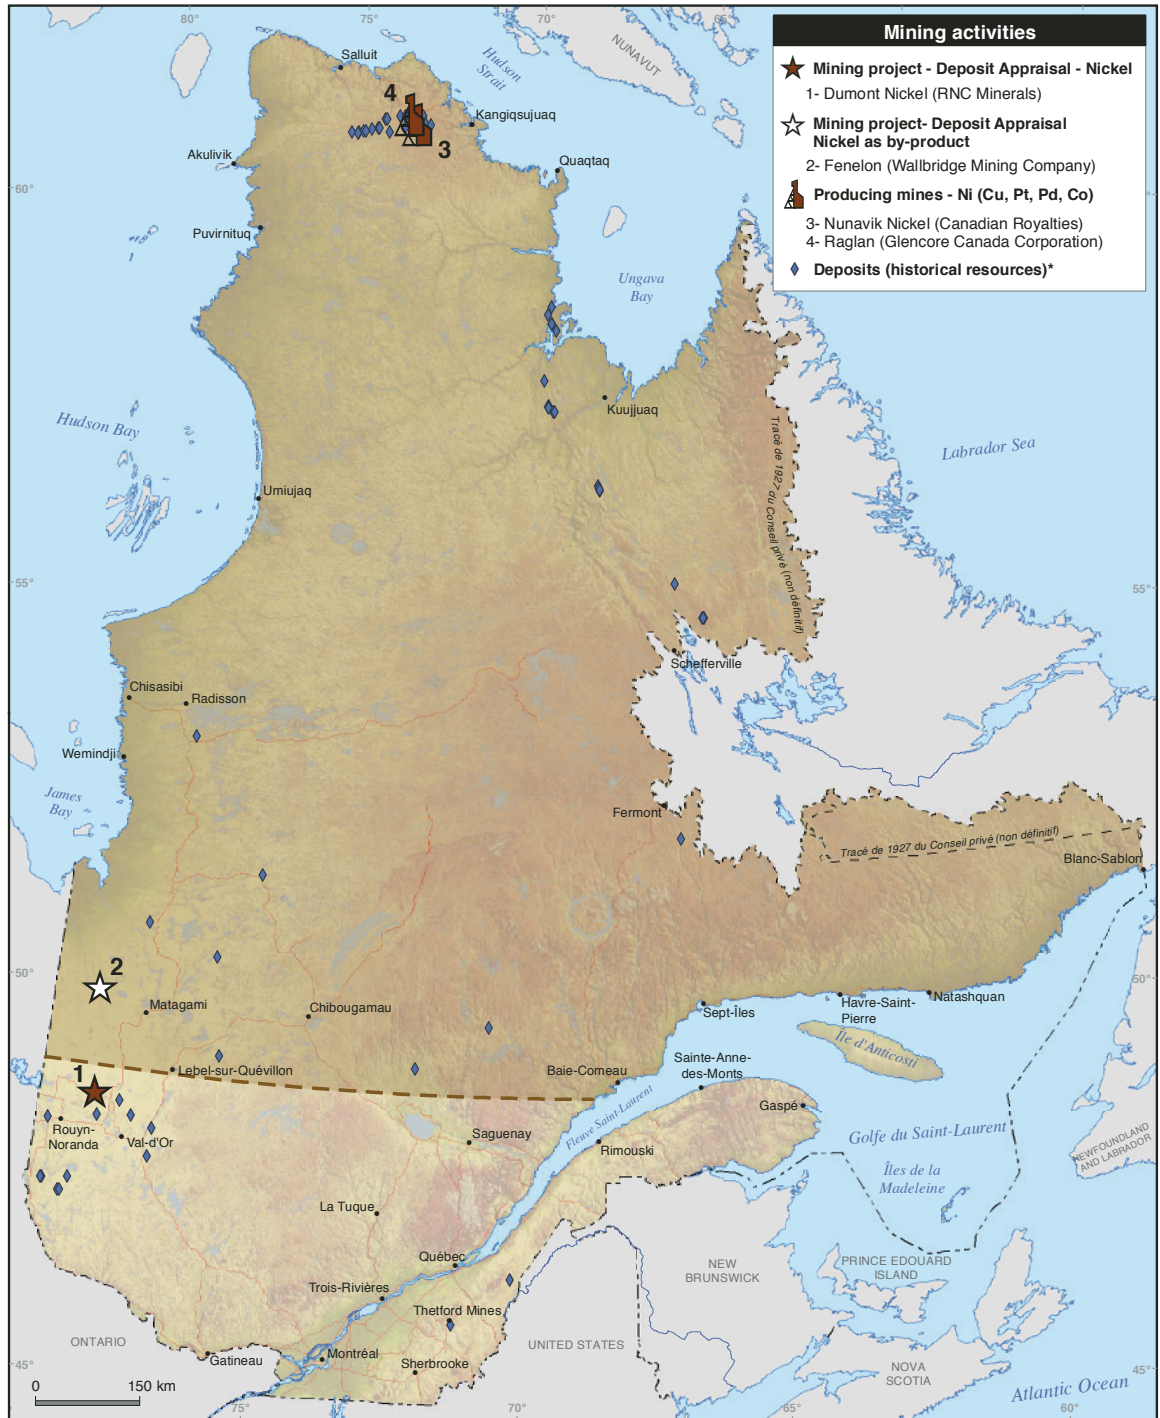 80°
75°
70°
65°
Mining activities
Mining project - Deposit Appraisal - Nickel
1- Dumont Nickel (RNC Minerals)
Mining project- Deposit Appraisal
Nickel as by-product
2- Fenelon (Wallbridge Mining Company)
Producing mines - Ni (Cu, Pt, Pd, Co)
3- Nunavik Nickel (Canadian Royalties)
4- Raglan (Glencore Canada Corporation)
Deposits (historical resources)*
NUNAVUT
Hudson
Strait
Salluit
4
Kangiqsujuaq
3
Akulivik
Quaqtaq
60°
Puvirnituq
Ungava
Bay
Kuujjuaq
Hudson Bay
Labrador Sea
Tracé de 1927 du Conseil privé (non définitif)
Umiujaq
55°
55°
Schefferville
Chisasibi
Radisson
Wemindji
James
Bay
Fermont
Tracé de 1927 du Conseil privé (non définitif)
Blanc-Sablon
2
50°
50°
Matagami
Chibougamau
Sept-Îles
Havre-Saint-
Pierre
Natashquan
Île d'Anticosti
1
Lebel-sur-Quévillon
Baie-Comeau
Sainte-Anne-
des-Monts
Gaspé
Fleuve Saint-Laurent
Rouyn-
Noranda
Val-d'Or
Saguenay
Rimouski
Golfe du Saint-Laurent
NEWFOUNDLAND
AND LABRADOR
Îles de la
Madeleine
La Tuque
Québec
NEW
BRUNSWICK
PRINCE EDOUARD
ISLAND
Trois-Rivières
Thetford Mines
ONTARIO
UNITED STATES
Gatineau
Montréal
Sherbrooke
NOVA
SCOTIA
45°
45°
Atlantic Ocean
0
150 km
75°
70°
65°
60°